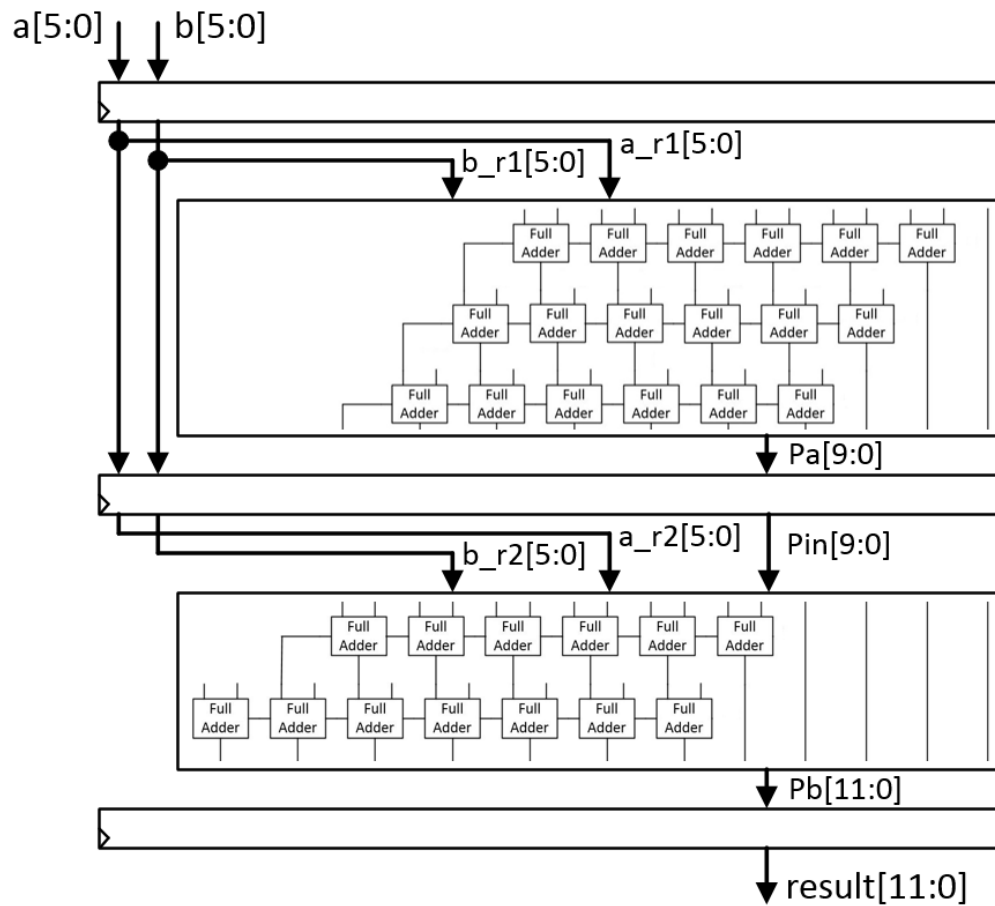 a[5:0] b[5:0]
a_r1[5:0]
b_r1[5:0]
Full Adder Full Adder Full Adder Full Adder Full Adder Full Adder
Full Adder Full Adder Full Adder Full Adder Full Adder Full Adder
Full Adder Full Adder Full Adder Full Adder Full Adder Full Adder
Pa[9:0]
a_r2[5:0] Pin[9:0]
b_r2[5:0]
Full Adder Full Adder Full Adder Full Adder Full Adder Full Adder
Full Adder Full Adder Full Adder Full Adder Full Adder Full Adder Full Adder
Pb[11:0]
result[11:0]